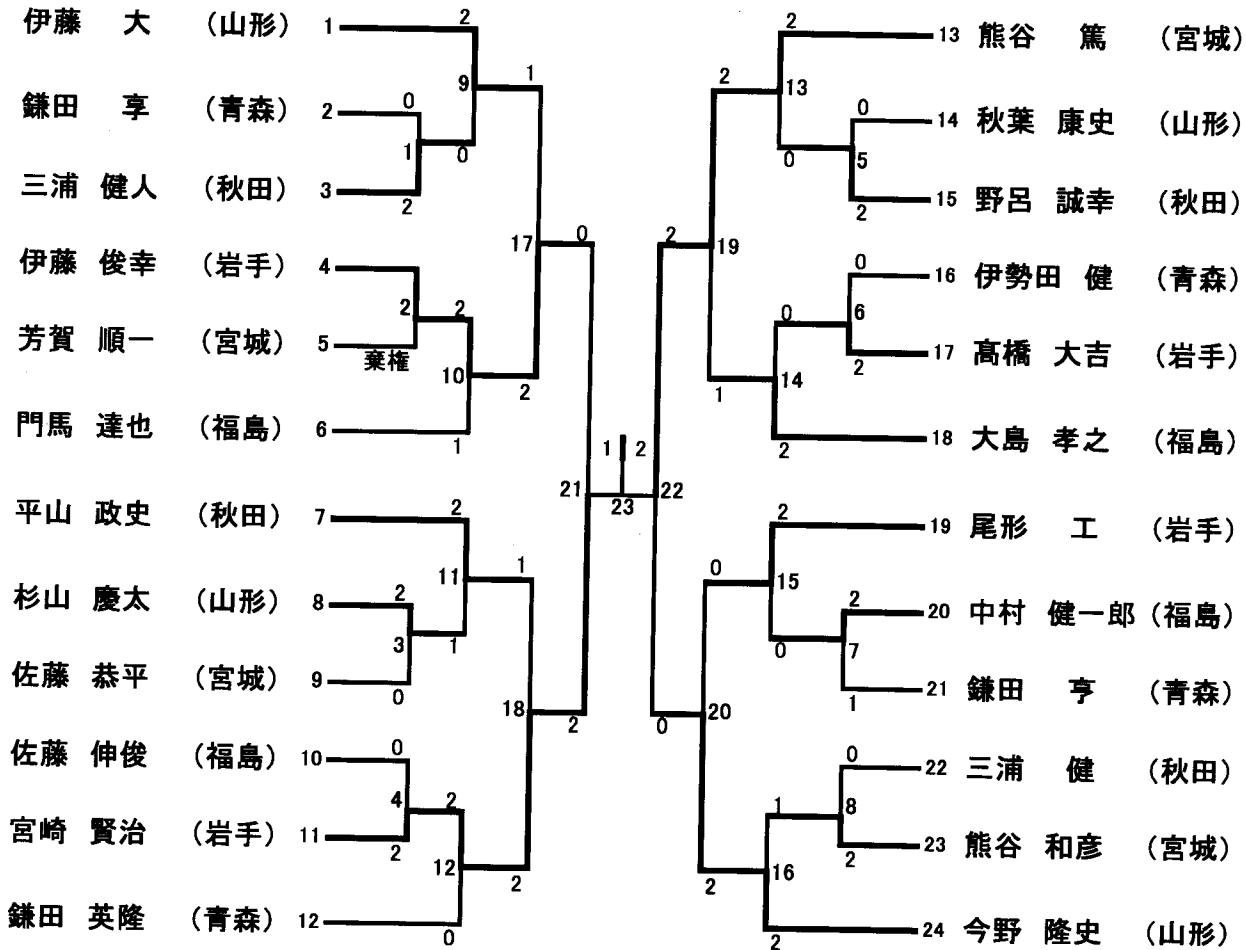 伊藤 大 (山形) 1
鎌田 享 (青森) 2
三浦 健人 (秋田) 3
伊藤 俊幸 (岩手) 4
芳賀 順一 (宮城) 5
棄権
門馬 達也 (福島) 6
平山 政史 (秋田) 7
杉山 慶太 (山形) 8
佐藤 恭平 (宮城) 9
佐藤 伸俊 (福島) 10
宮崎 賢治 (岩手) 11
鎌田 英隆 (青森) 12
2
9
1
0
1
0
2
17
0
2
2
10
2
1
21
2
11
1
2
3
1
0
18
2
0
4
2
2
12
2
0
1 2
23
22
13 熊谷 篤 (宮城)
14 秋葉 康史 (山形)
15 野呂 誠幸 (秋田)
16 伊勢田 健 (青森)
17 髙橋 大吉 (岩手)
18 大島 孝之 (福島)
19 尾形 工 (岩手)
20 中村 健一郎 (福島)
21 鎌田 亨 (青森)
22 三浦 健 (秋田)
23 熊谷 和彦 (宮城)
24 今野 隆史 (山形)
2
2
13
0
0
5
2
2
19
0
0
6
2
1
14
2
2
0
15
2
0
7
1
0
20
0
1
8
2
2
16
2